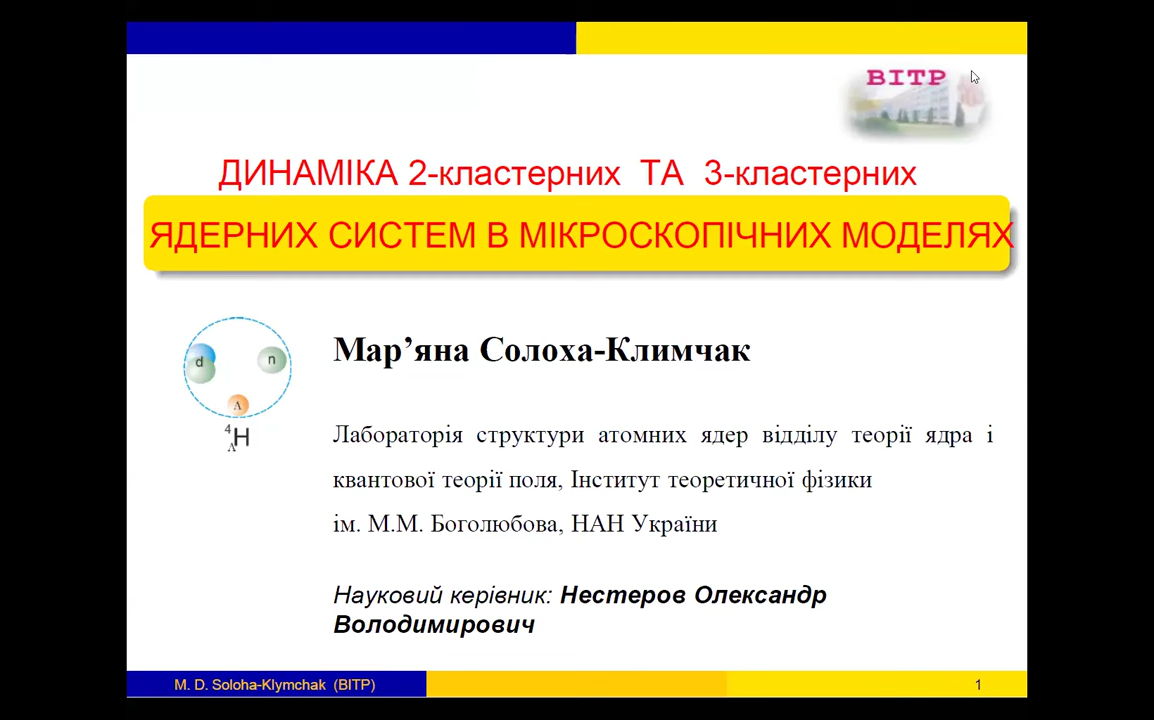 ВІТР
ДИНАМІКА 2-кластерних ТА 3-кластерних
ЯДЕРНИХ СИСТЕМ В МІКРОСКОПІЧНИХ МОДЕЛЯХ
d
n
Λ
⁴ΛH
Мар’яна Солоха-Климчак
Лабораторія структури атомних ядер відділу теорії ядра і
квантової теорії поля, Інститут теоретичної фізики
ім. М.М. Боголюбова, НАН України
Науковий керівник: Нестеров Олександр
Володимирович
M. D. Soloha-Klymchak (BITP)
1